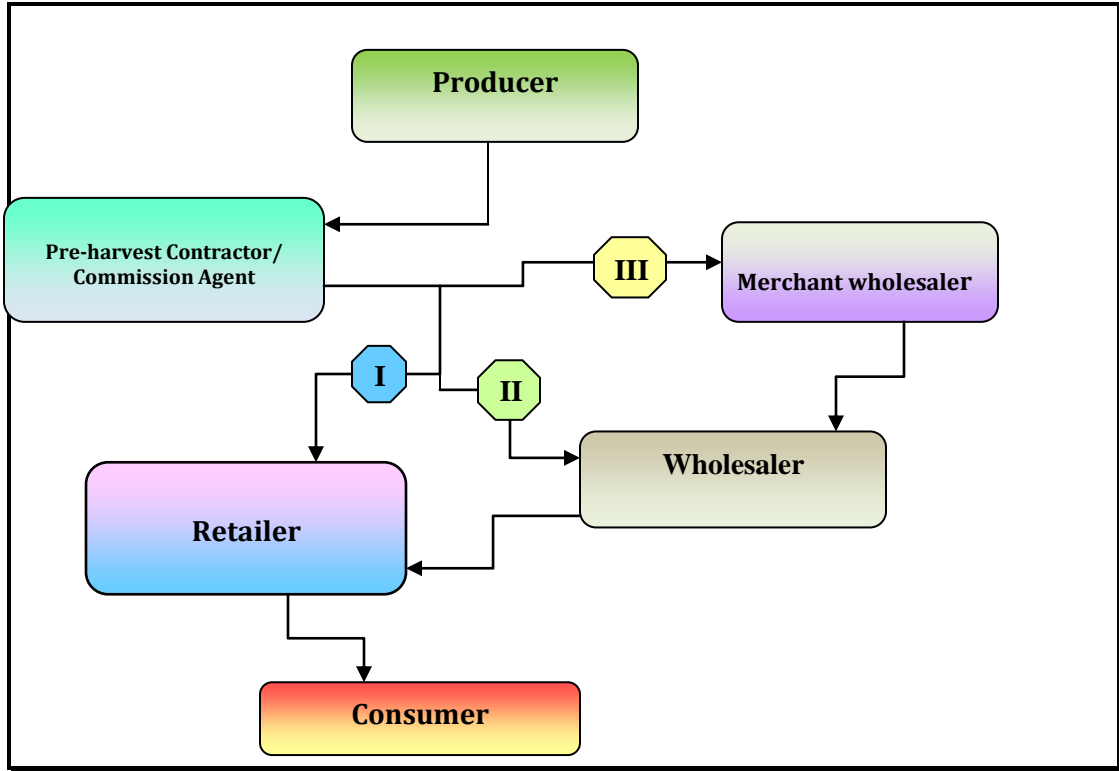 Producer
Pre-harvest Contractor/
Commission Agent
III
Merchant wholesaler
I
II
Wholesaler
Retailer
Consumer